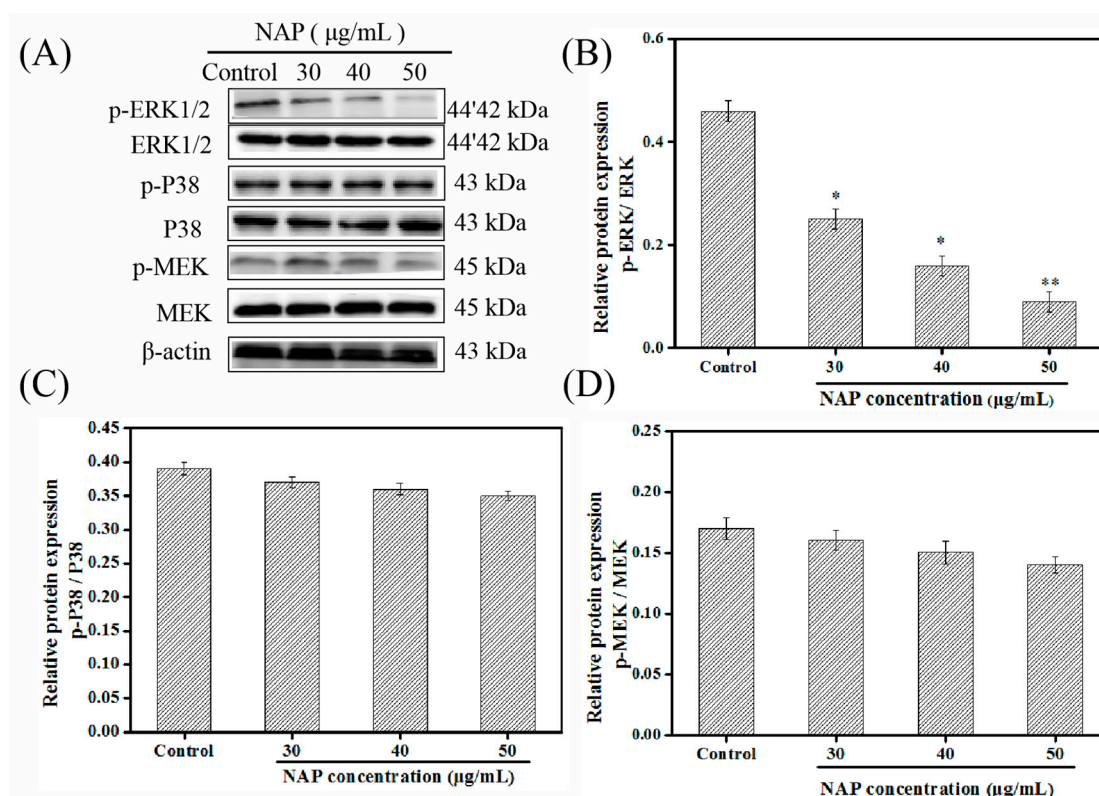 (A)
NAP ( μg/mL )
Control 30 40 50
p-ERK1/2 44'42 kDa
ERK1/2 44'42 kDa
p-P38 43 kDa
P38 43 kDa
p-MEK 45 kDa
MEK 45 kDa
β-actin 43 kDa
(B)
Relative protein expression
p-ERK/ ERK
0.6
0.4
0.2
0.0
*
*
**
Control 30 40 50
NAP concentration (μg/mL)
(C)
Relative protein expression
p-P38 / P38
0.45
0.40
0.35
0.30
0.25
0.20
0.15
0.10
0.05
0.00
Control 30 40 50
NAP concentration (μg/mL)
(D)
Relative protein expression
p-MEK / MEK
0.25
0.20
0.15
0.10
0.05
0.00
Control 30 40 50
NAP concentration (μg/mL)